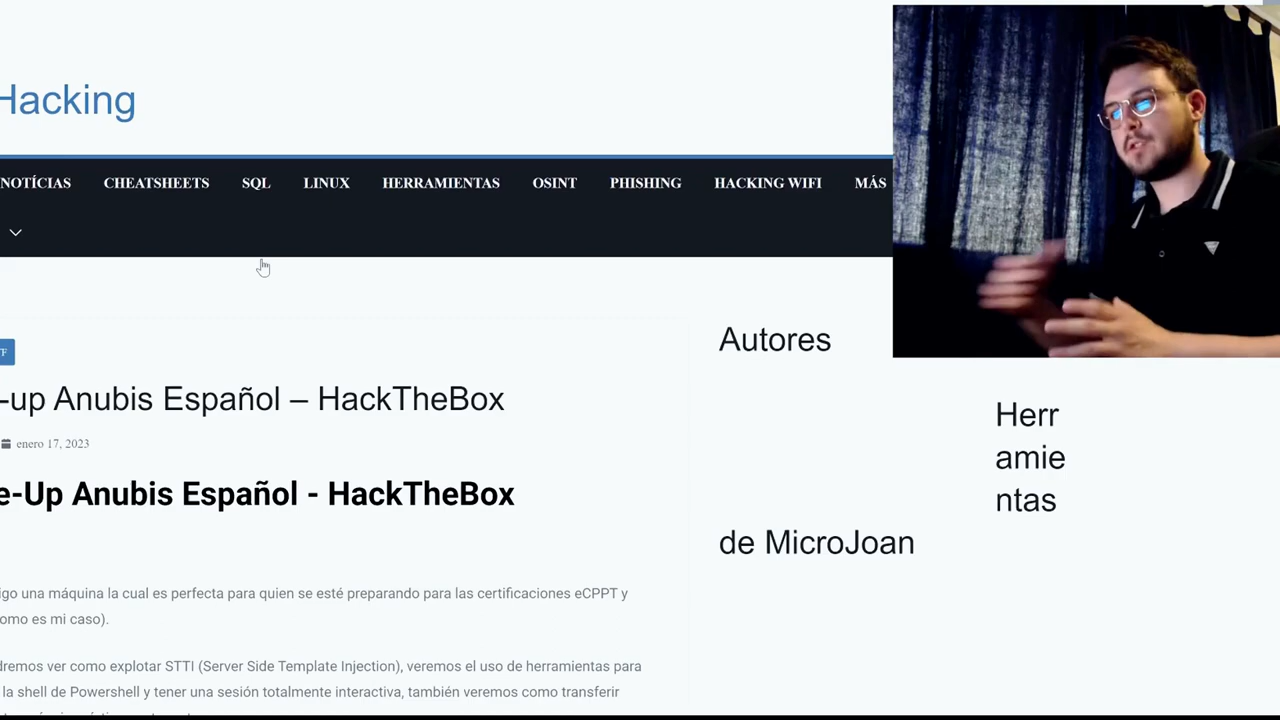 Hacking
NOTÍCIAS CHEATSHEETS SQL LINUX HERRAMIENTAS OSINT PHISHING HACKING WIFI MÁS
-up Anubis Español – HackTheBox
enero 17, 2023
e-Up Anubis Español - HackTheBox
igo una máquina la cual es perfecta para quien se esté preparando para las certificaciones eCPPT y
omo es mi caso).
dremos ver como explotar STTI (Server Side Template Injection), veremos el uso de herramientas para
la shell de Powershell y tener una sesión totalmente interactiva, también veremos como transferir
Autores
Herr
amie
ntas
de MicroJoan